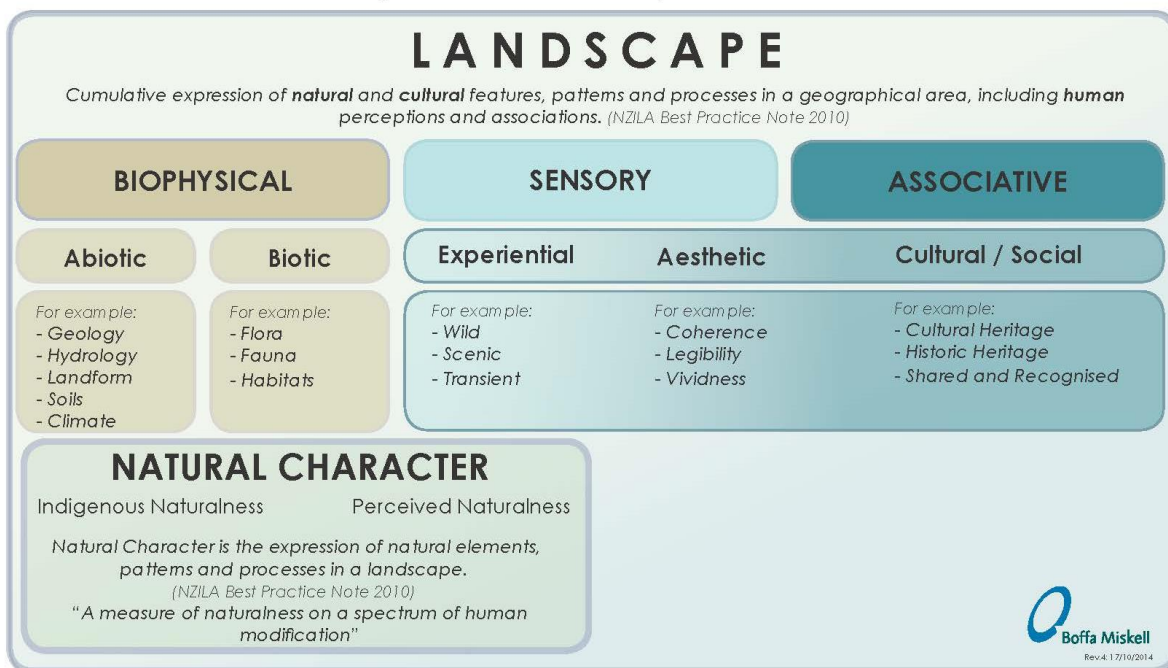 LANDSCAPE
Cumulative expression of natural and cultural features, patterns and processes in a geographical area, including human
perceptions and associations. (NZILA Best Practice Note 2010)
BIOPHYSICAL
SENSORY
ASSOCIATIVE
Abiotic
Biotic
Experiential
Aesthetic
Cultural / Social
For example:
- Geology
- Hydrology
- Landform
- Soils
- Climate
For example:
- Flora
- Fauna
- Habitats
For example:
- Wild
- Scenic
- Transient
For example:
- Coherence
- Legibility
- Vividness
For example:
- Cultural Heritage
- Historic Heritage
- Shared and Recognised
NATURAL CHARACTER
Indigenous Naturalness
Perceived Naturalness
Natural Character is the expression of natural elements,
patterns and processes in a landscape.
(NZILA Best Practice Note 2010)
“A measure of naturalness on a spectrum of human
modification”
Boffa Miskell
Rev.4: 17/10/2014